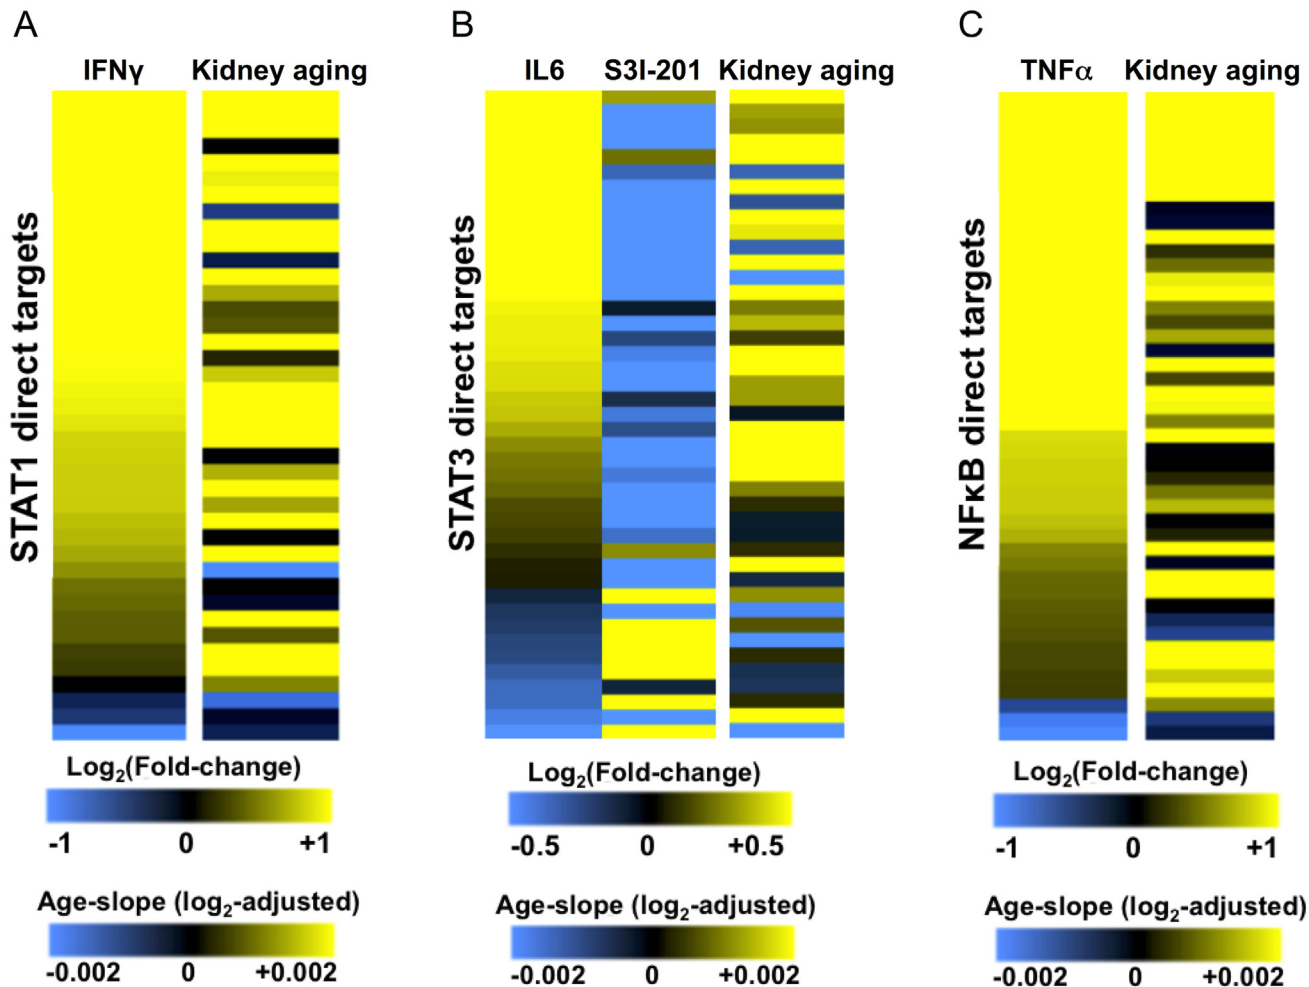 A
B
C
IFNγ Kidney aging
IL6 S3I-201 Kidney aging
TNFα Kidney aging
STAT1 direct targets
STAT3 direct targets
NFκB direct targets
Log₂(Fold-change)
-1 0 +1
Age-slope (log₂-adjusted)
-0.002 0 +0.002
Log₂(Fold-change)
-0.5 0 +0.5
Age-slope (log₂-adjusted)
-0.002 0 +0.002
Log₂(Fold-change)
-1 0 +1
Age-slope (log₂-adjusted)
-0.002 0 +0.002